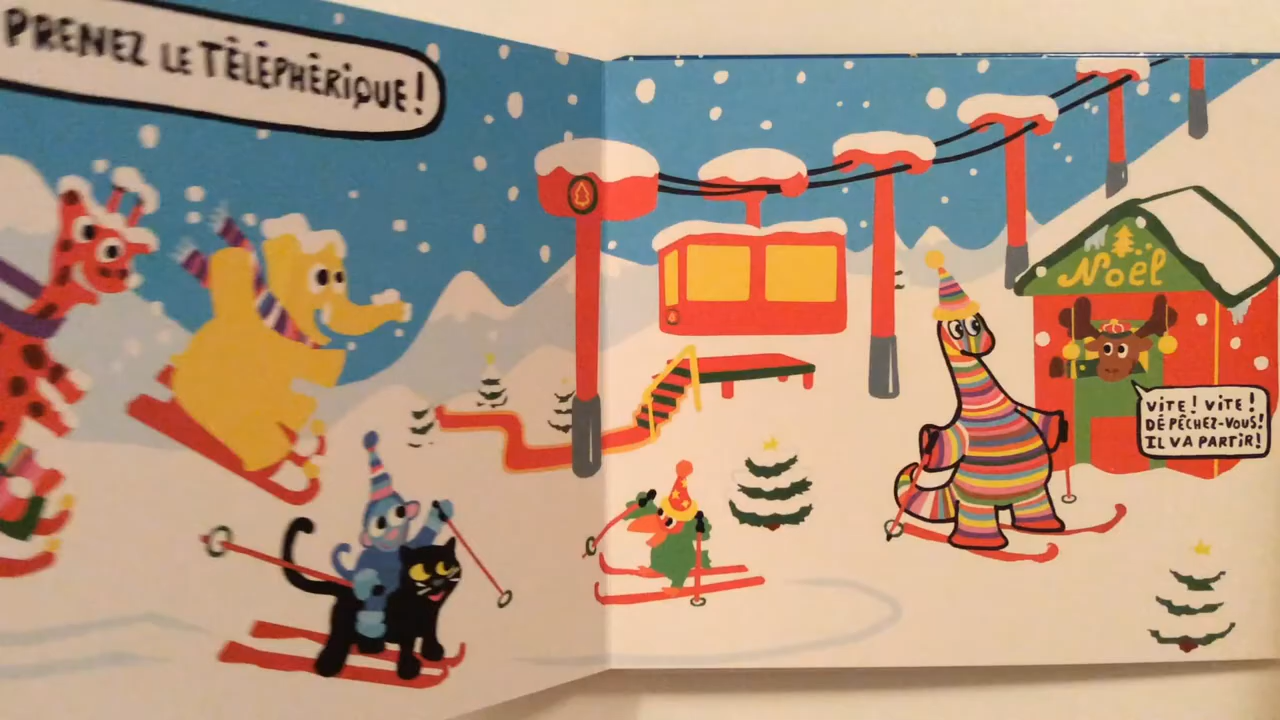 PRENEZ LE TÉLÉPHÉRIQUE !
Noël
VITE ! VITE !
DÉPÊCHEZ-VOUS !
IL VA PARTIR !